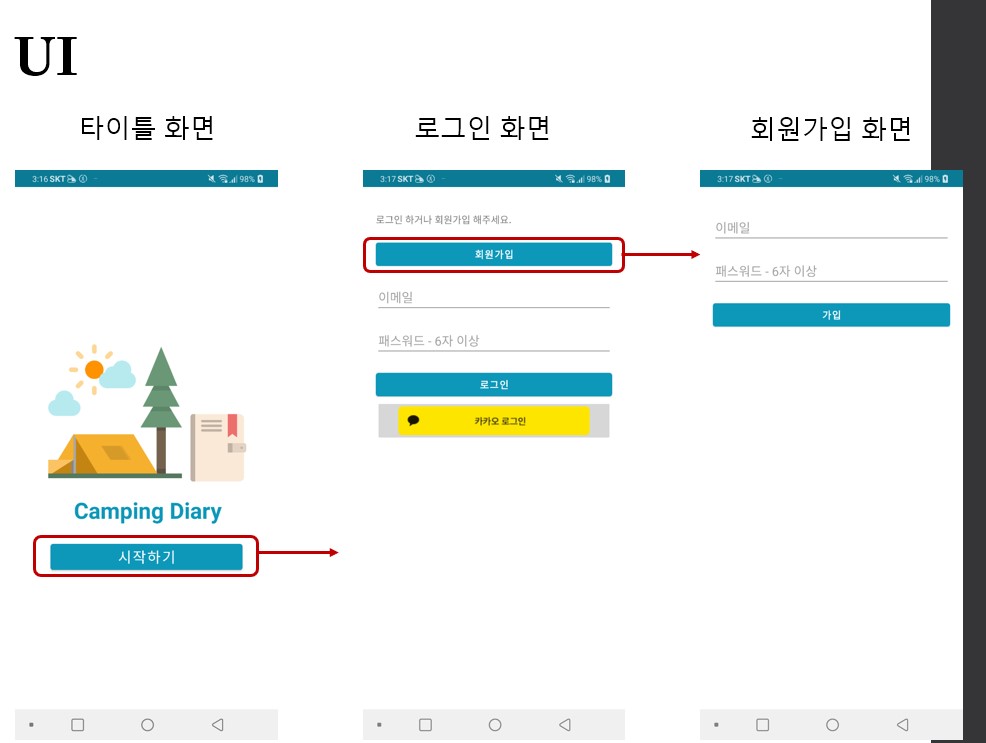 UI
타이틀 화면
로그인 화면
회원가입 화면
3:16 SKT
98%
3:17 SKT
98%
3:17 SKT
98%
로그인 하거나 회원가입 해주세요.
회원가입
이메일
패스워드 - 6자 이상
로그인
카카오 로그인
이메일
패스워드 - 6자 이상
가입
Camping Diary
시작하기